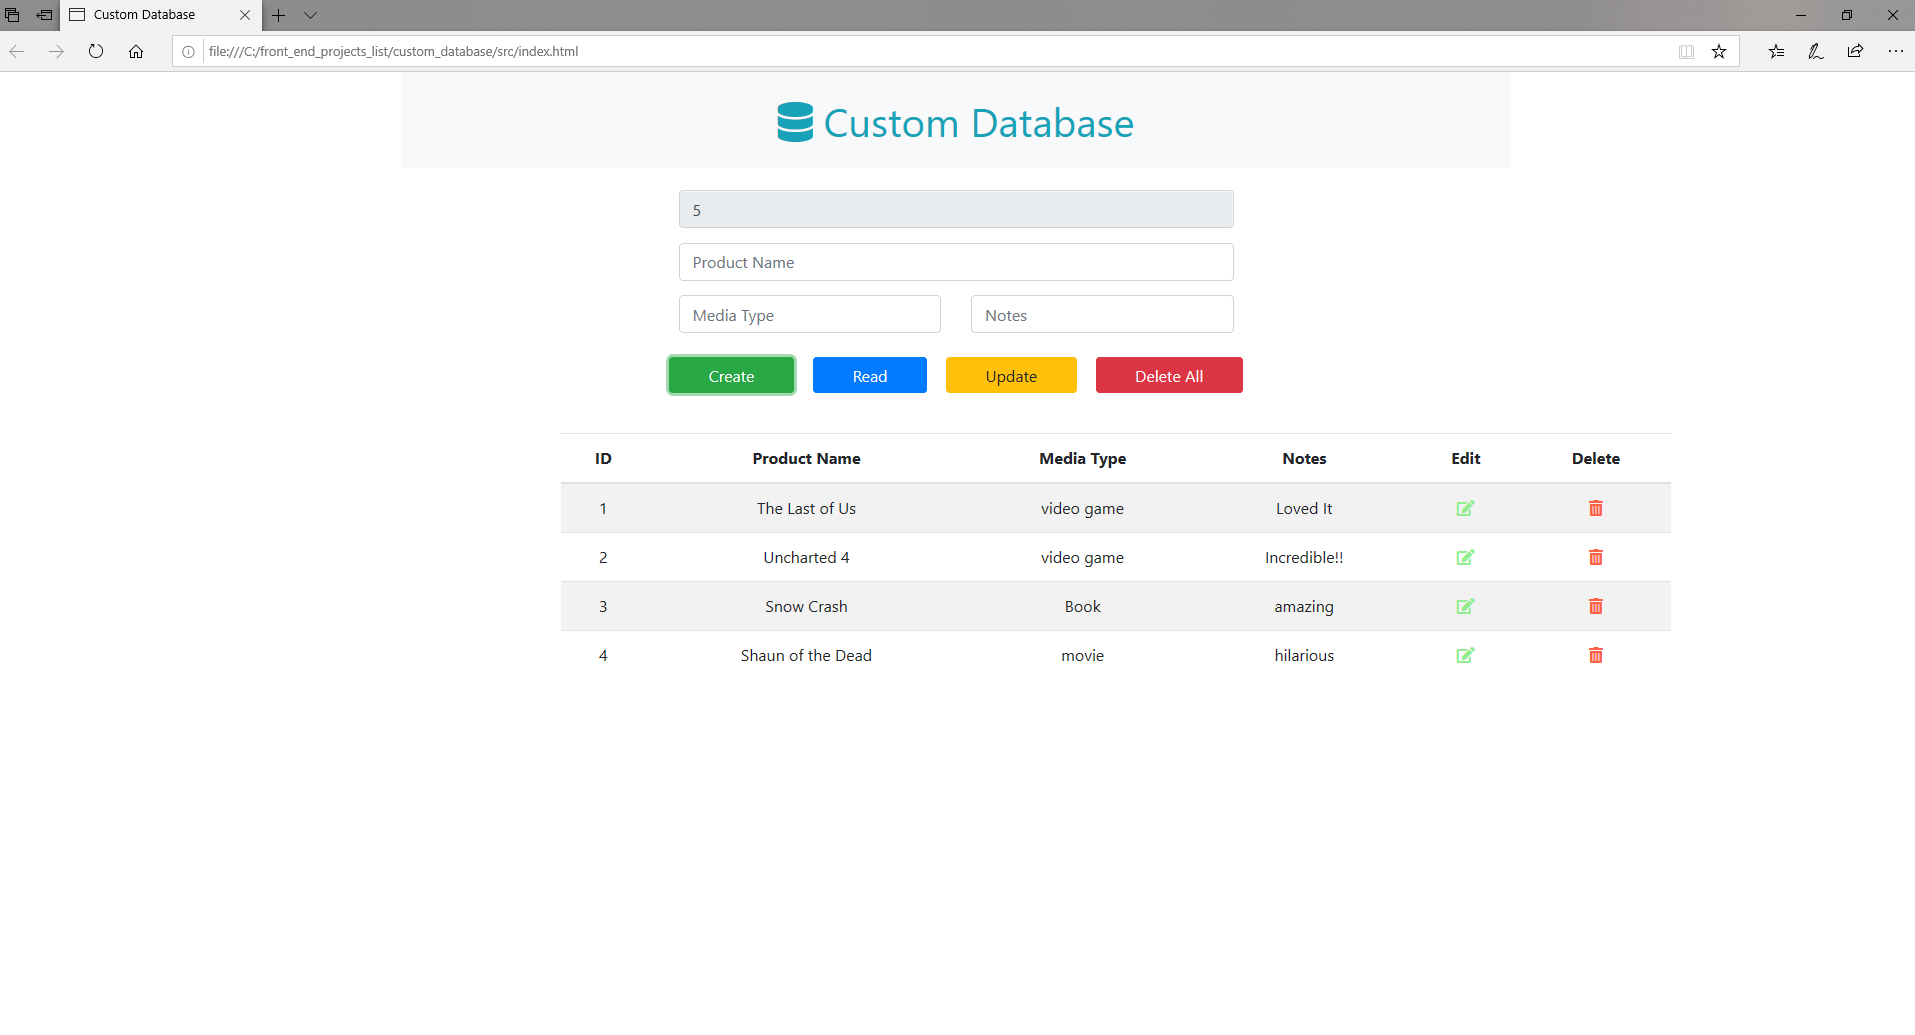 Custom Database
file:///C:/front_end_projects_list/custom_database/src/index.html
Custom Database
5
Product Name
Media Type Notes
Create Read Update Delete All
ID Product Name Media Type Notes Edit Delete
1 The Last of Us video game Loved It
2 Uncharted 4 video game Incredible!!
3 Snow Crash Book amazing
4 Shaun of the Dead movie hilarious